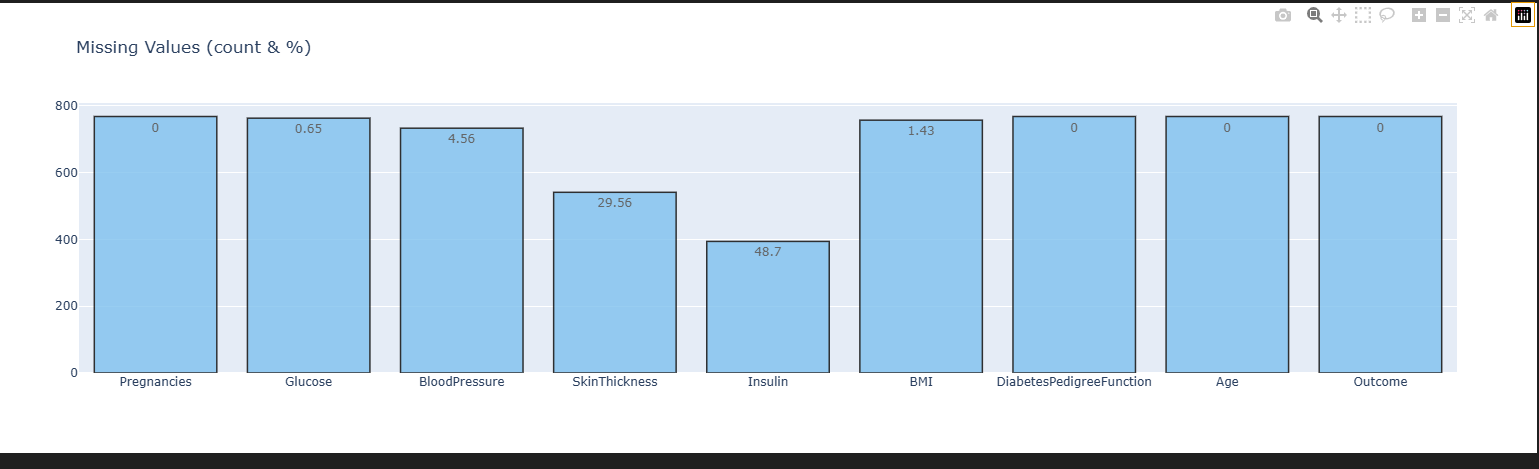 Missing Values (count & %)
800
600
400
200
0
0
0.65
4.56
29.56
48.7
1.43
0
0
0
Pregnancies
Glucose
BloodPressure
SkinThickness
Insulin
BMI
DiabetesPedigreeFunction
Age
Outcome